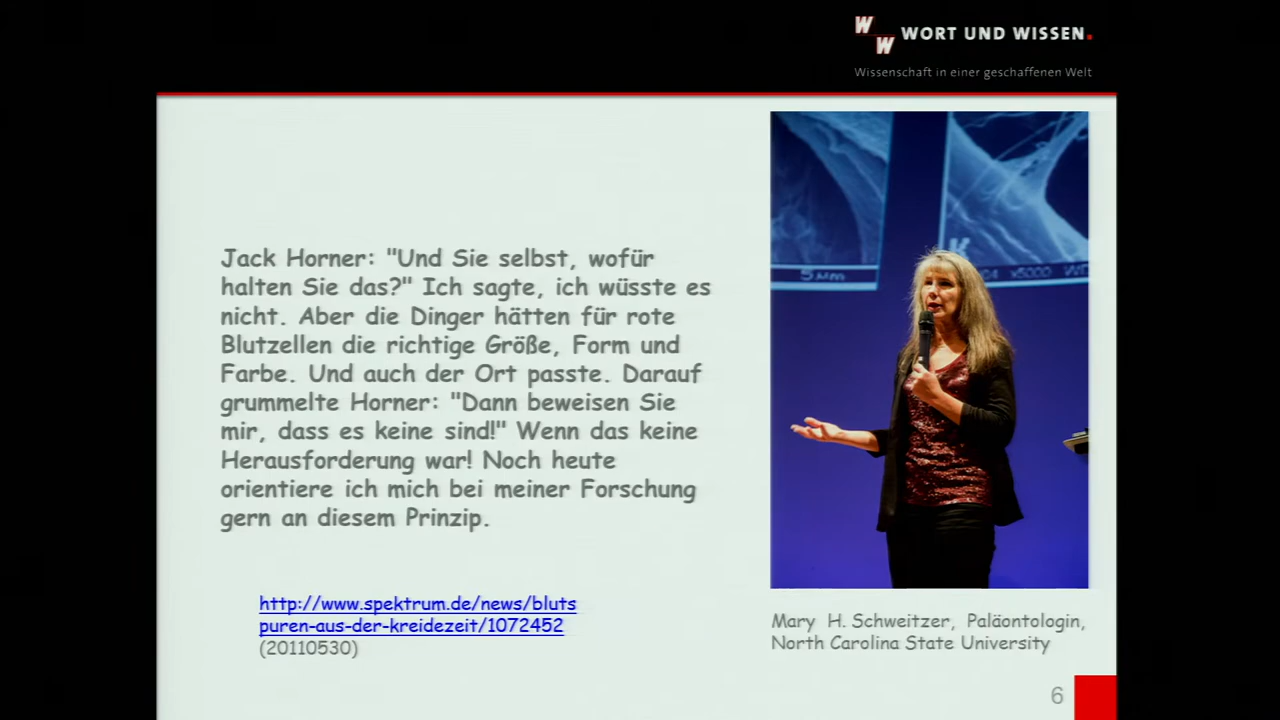 W
W
WORT UND WISSEN.
Wissenschaft in einer geschaffenen Welt
Jack Horner: "Und Sie selbst, wofür
halten Sie das?" Ich sagte, ich wüsste es
nicht. Aber die Dinger hätten für rote
Blutzellen die richtige Größe, Form und
Farbe. Und auch der Ort passte. Darauf
grummelte Horner: "Dann beweisen Sie
mir, dass es keine sind!" Wenn das keine
Herausforderung war! Noch heute
orientiere ich mich bei meiner Forschung
gern an diesem Prinzip.
http://www.spektrum.de/news/bluts
puren-aus-der-kreidezeit/1072452
(20110530)
5 µm
x5000
Mary H. Schweitzer, Paläontologin,
North Carolina State University
6